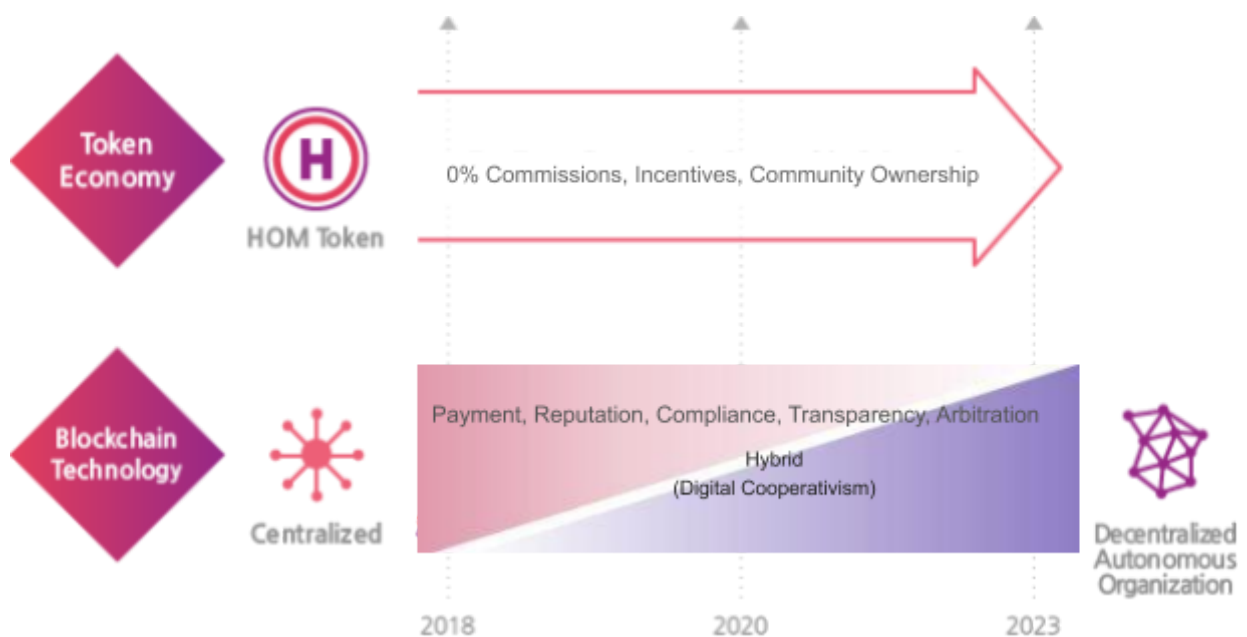 Token
Economy
H
HOM Token
0% Commissions, Incentives, Community Ownership
Blockchain
Technology
Centralized
Payment, Reputation, Compliance, Transparency, Arbitration
Hybrid
(Digital Cooperativism)
Decentralized
Autonomous
Organization
2018
2020
2023